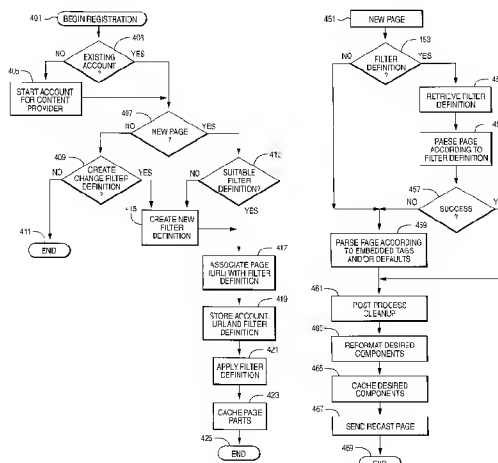 401
BEGIN REGISTRATION
403
NO
EXISTING
ACCOUNT
?
YES
405
START ACCOUNT
FOR CONTENT
PROVIDER
407
NO
NEW PAGE
?
YES
409
NO
CREATE
CHANGE FILTER
DEFINITION
?
YES
NO
SUITABLE
FILTER
DEFINITION?
YES
CREATE NEW
FILTER
DEFINITION
411
END
417
ASSOCIATE PAGE
(URL) WITH FILTER
DEFINITION
419
STORE ACCOUNT,
URL AND FILTER
DEFINITION
421
APPLY FILTER
DEFINITION
423
CACHE PAGE
PARTS
425
END
451
NEW PAGE
NO
FILTER
DEFINITION
?
YES
RETRIEVE FILTER
DEFINITION
PARSE PAGE
ACCORDING TO
FILTER DEFINITION
457
NO
SUCCESS
?
459
PARSE PAGE ACCORDING
TO EMBEDDED TAGS
AND/OR DEFAULTS
461
POST PROCESS
CLEANUP
REFORMAT DESIRED
COMPONENTS
465
CACHE DESIRED
COMPONENTS
467
SEND RECAST PAGE
469
END